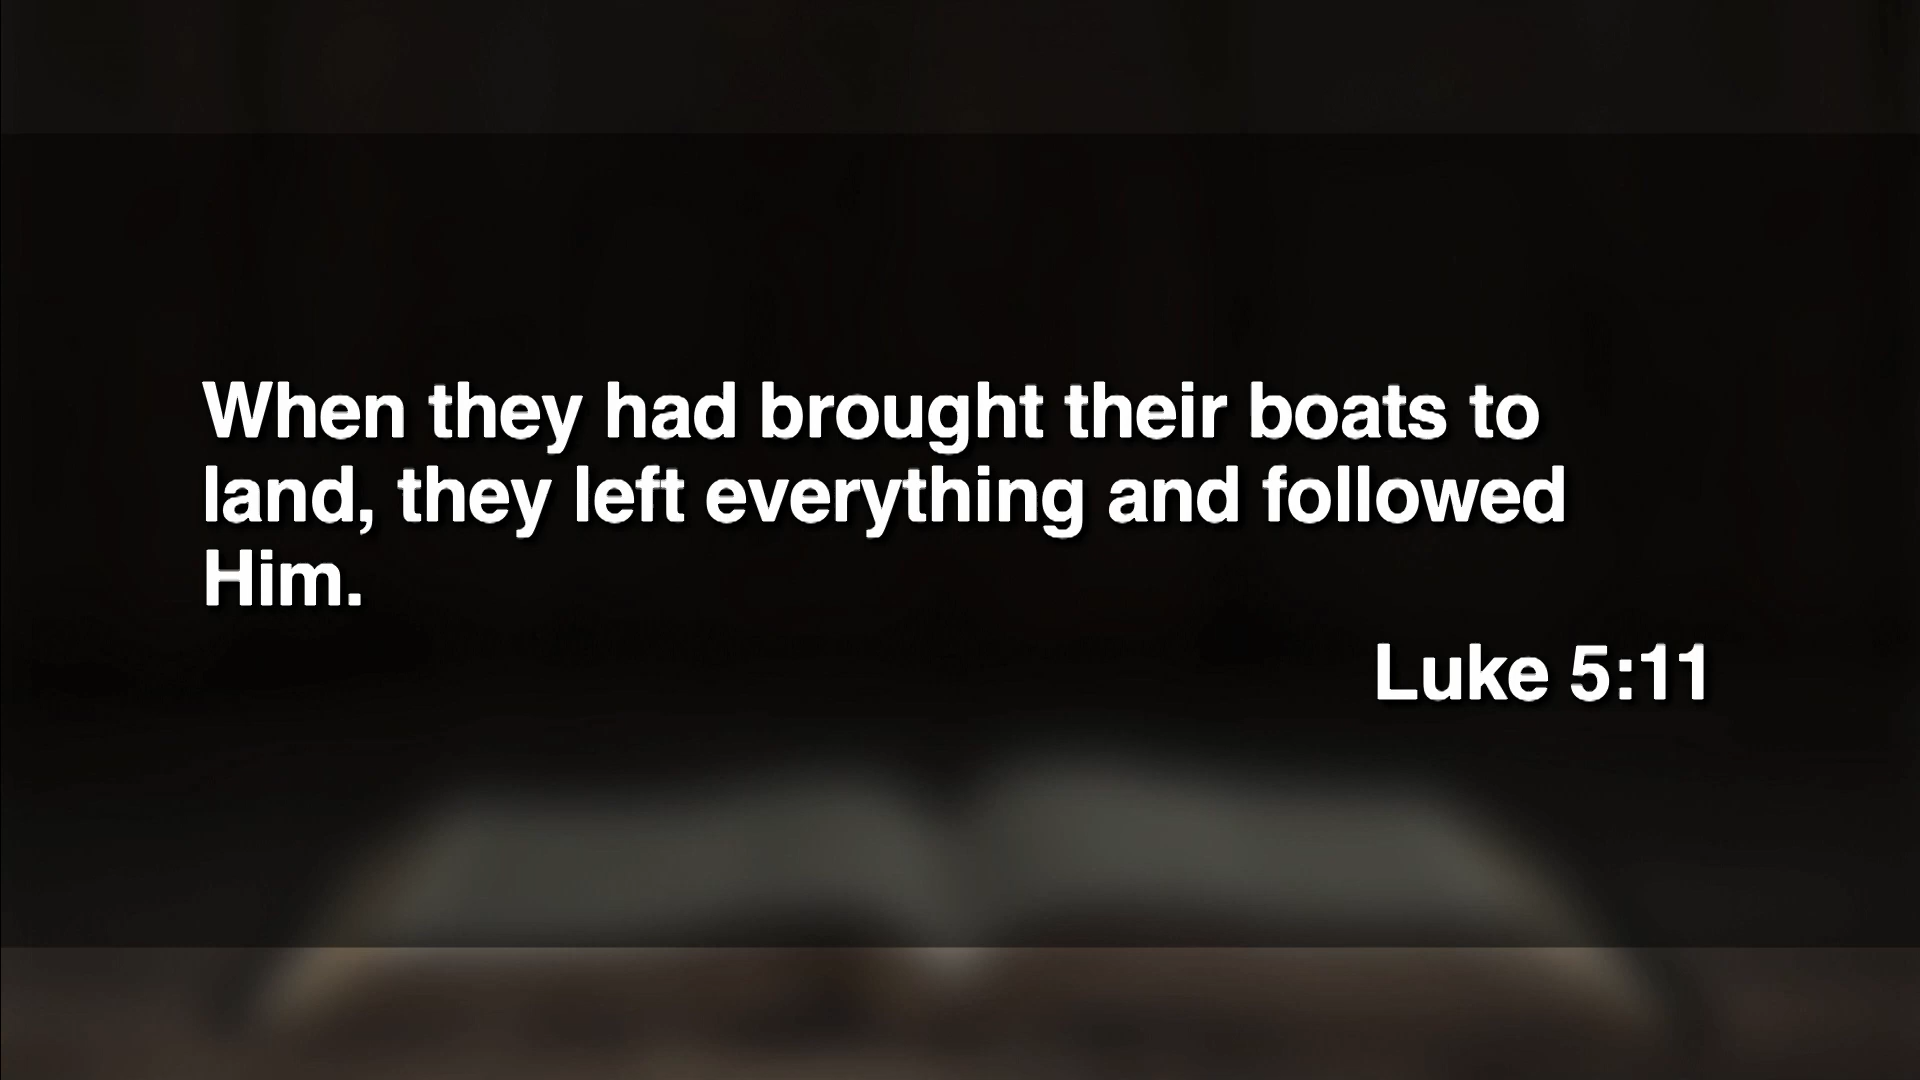 When they had brought their boats to
land, they left everything and followed
Him.
Luke 5:11